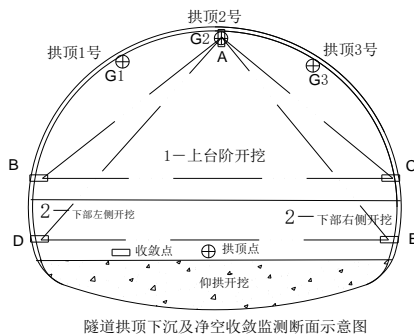 拱顶2号
拱顶1号
G2
拱顶3号
G1
A
G3
1－上台阶开挖
B
C
2－下部左侧开挖
2－下部右侧开挖
D
E
收敛点
拱顶点
仰拱开挖
隧道拱顶下沉及净空收敛监测断面示意图